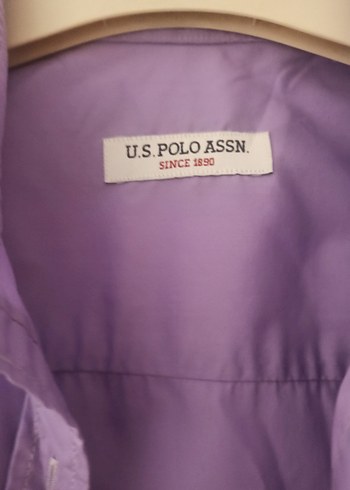 U.S. POLO ASSN.
SINCE 1890